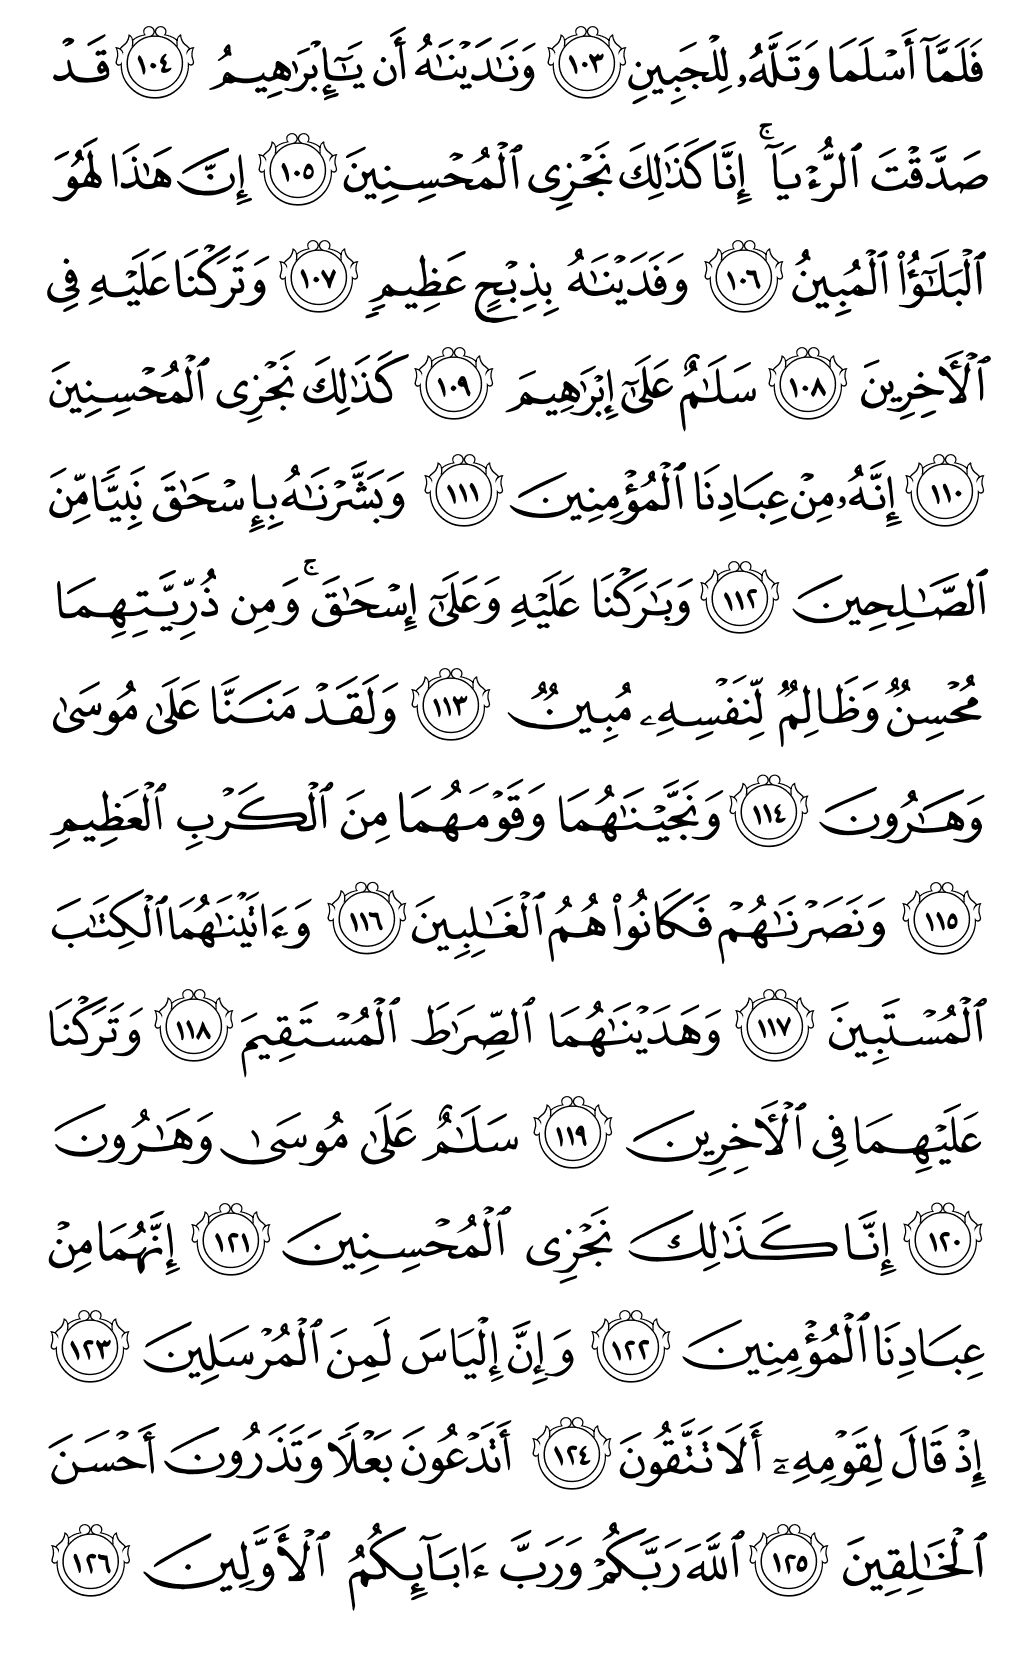 فَلَمَّآ أَسۡلَمَا وَتَلَّهُۥ لِلۡجَبِينِ ١٠٣ وَنَٰدَيۡنَٰهُ أَن يَٰٓإِبۡرَٰهِيمُ ١٠٤ قَدۡ
صَدَّقۡتَ ٱلرُّءۡيَآۚ إِنَّا كَذَٰلِكَ نَجۡزِي ٱلۡمُحۡسِنِينَ ١٠٥ إِنَّ هَٰذَا لَهُوَ
ٱلۡبَلَٰٓؤُاْ ٱلۡمُبِينُ ١٠٦ وَفَدَيۡنَٰهُ بِذِبۡحٍ عَظِيمٖ ١٠٧ وَتَرَكۡنَا عَلَيۡهِ فِي
ٱلۡأٓخِرِينَ ١٠٨ سَلَٰمٌ عَلَىٰٓ إِبۡرَٰهِيمَ ١٠٩ كَذَٰلِكَ نَجۡزِي ٱلۡمُحۡسِنِينَ
١١٠ إِنَّهُۥ مِنۡ عِبَادِنَا ٱلۡمُؤۡمِنِينَ ١١١ وَبَشَّرۡنَٰهُ بِإِسۡحَٰقَ نَبِيّٗا مِّنَ
ٱلصَّٰلِحِينَ ١١٢ وَبَٰرَكۡنَا عَلَيۡهِ وَعَلَىٰٓ إِسۡحَٰقَۚ وَمِن ذُرِّيَّتِهِمَا
مُحۡسِنٞ وَظَالِمٞ لِّنَفۡسِهِۦ مُبِينٞ ١١٣ وَلَقَدۡ مَنَنَّا عَلَىٰ مُوسَىٰ
وَهَٰرُونَ ١١٤ وَنَجَّيۡنَٰهُمَا وَقَوۡمَهُمَا مِنَ ٱلۡكَرۡبِ ٱلۡعَظِيمِ
١١٥ وَنَصَرۡنَٰهُمۡ فَكَانُواْ هُمُ ٱلۡغَٰلِبِينَ ١١٦ وَءَاتَيۡنَٰهُمَا ٱلۡكِتَٰبَ
ٱلۡمُسۡتَبِينَ ١١٧ وَهَدَيۡنَٰهُمَا ٱلصِّرَٰطَ ٱلۡمُسۡتَقِيمَ ١١٨ وَتَرَكۡنَا
عَلَيۡهِمَا فِي ٱلۡأٓخِرِينَ ١١٩ سَلَٰمٌ عَلَىٰ مُوسَىٰ وَهَٰرُونَ
١٢٠ إِنَّا كَذَٰلِكَ نَجۡزِي ٱلۡمُحۡسِنِينَ ١٢١ إِنَّهُمَا مِنۡ
عِبَادِنَا ٱلۡمُؤۡمِنِينَ ١٢٢ وَإِنَّ إِلۡيَاسَ لَمِنَ ٱلۡمُرۡسَلِينَ ١٢٣
إِذۡ قَالَ لِقَوۡمِهِۦٓ أَلَا تَتَّقُونَ ١٢٤ أَتَدۡعُونَ بَعۡلٗا وَتَذَرُونَ أَحۡسَنَ
ٱلۡخَٰلِقِينَ ١٢٥ ٱللَّهَ رَبَّكُمۡ وَرَبَّ ءَابَآئِكُمُ ٱلۡأَوَّلِينَ ١٢٦